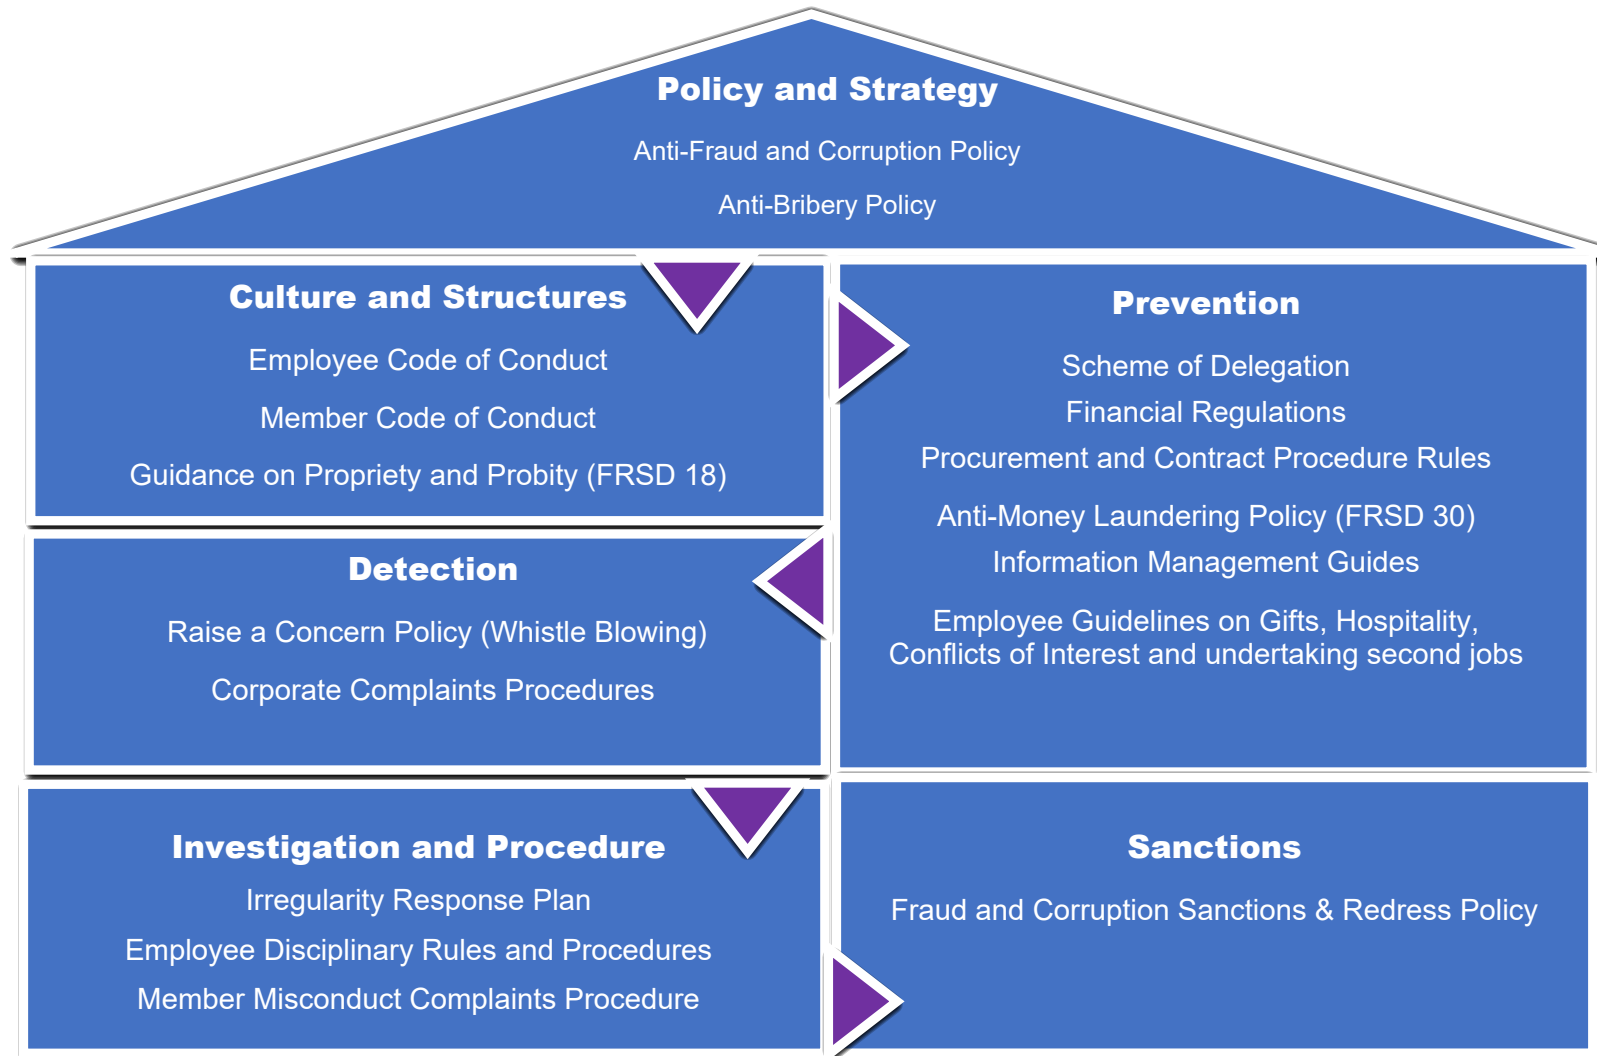 Policy and Strategy
Anti-Fraud and Corruption Policy
Anti-Bribery Policy
Culture and Structures
Employee Code of Conduct
Member Code of Conduct
Guidance on Propriety and Probity (FRSD 18)
Prevention
Scheme of Delegation
Financial Regulations
Procurement and Contract Procedure Rules
Anti-Money Laundering Policy (FRSD 30)
Information Management Guides
Employee Guidelines on Gifts, Hospitality,
Conflicts of Interest and undertaking second jobs
Detection
Raise a Concern Policy (Whistle Blowing)
Corporate Complaints Procedures
Investigation and Procedure
Irregularity Response Plan
Employee Disciplinary Rules and Procedures
Member Misconduct Complaints Procedure
Sanctions
Fraud and Corruption Sanctions & Redress Policy